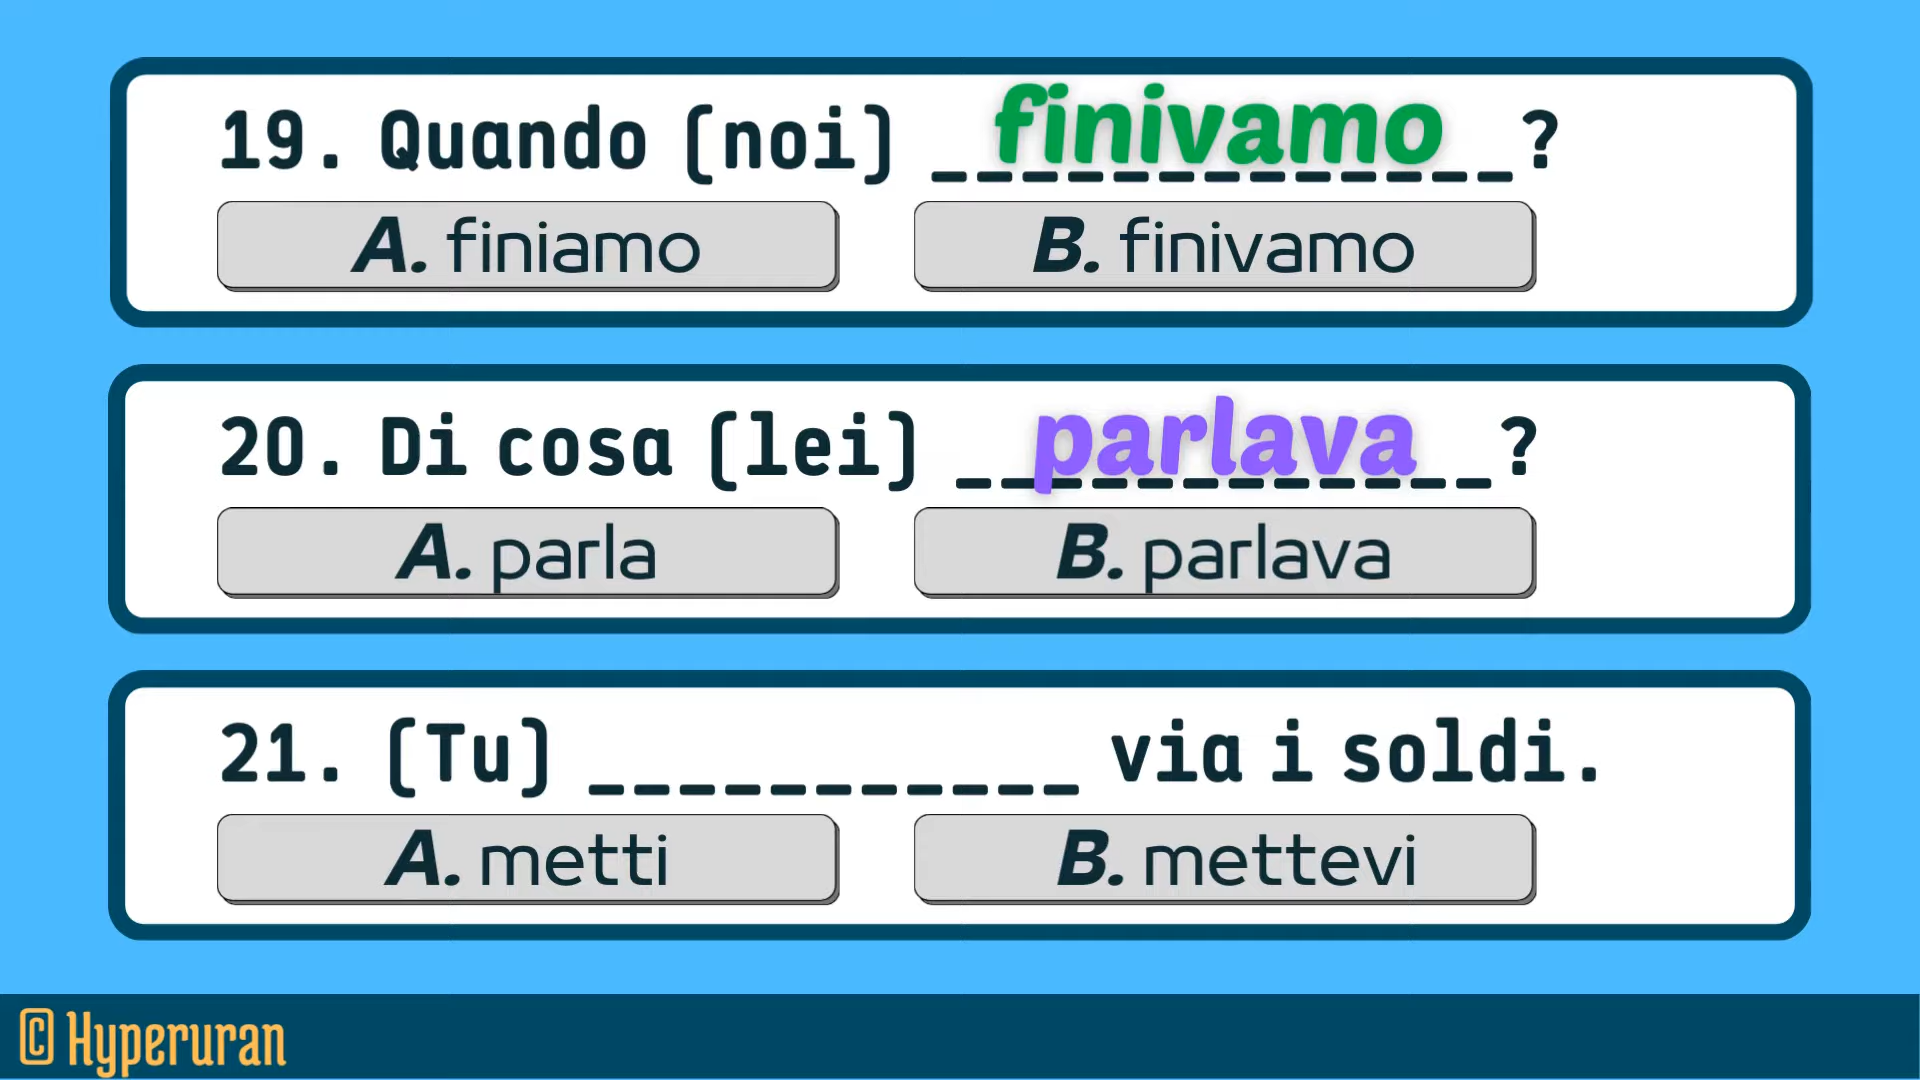 19. Quando (noi) finivamo?
A. finiamo
B. finivamo
20. Di cosa (lei) parlava?
A. parla
B. parlava
21. (Tu) ___________ via i soldi.
A. metti
B. mettevi
© Hyperuran